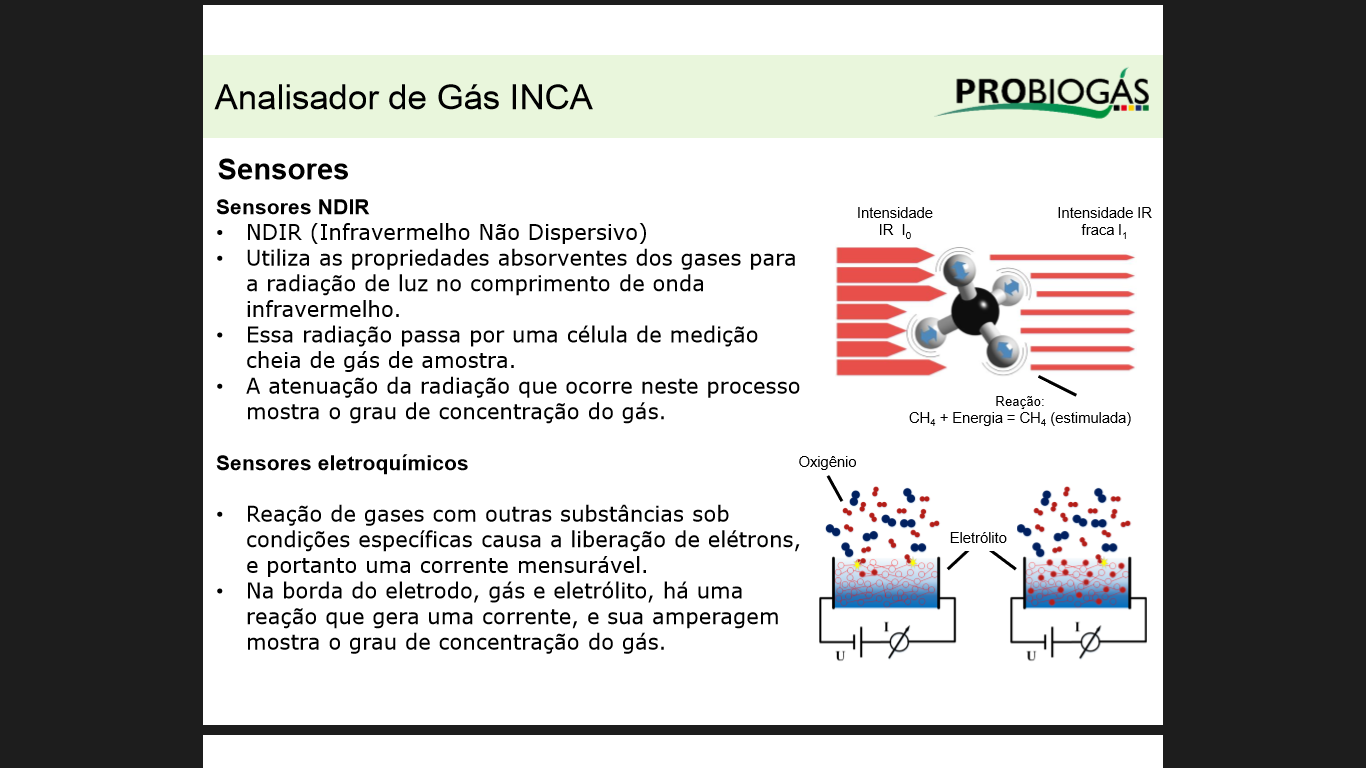 Analisador de Gás INCA
PROBIOGÁS
Sensores
Sensores NDIR
• NDIR (Infravermelho Não Dispersivo)
• Utiliza as propriedades absorventes dos gases para
a radiação de luz no comprimento de onda
infravermelho.
• Essa radiação passa por uma célula de medição
cheia de gás de amostra.
• A atenuação da radiação que ocorre neste processo
mostra o grau de concentração do gás.
Intensidade
IR I₀
Intensidade IR
fraca I₁
Reação:
CH₄ + Energia = CH₄ (estimulada)
Sensores eletroquímicos
• Reação de gases com outras substâncias sob
condições específicas causa a liberação de elétrons,
e portanto uma corrente mensurável.
• Na borda do eletrodo, gás e eletrólito, há uma
reação que gera uma corrente, e sua amperagem
mostra o grau de concentração do gás.
Oxigênio
Eletrólito
I
U
I
U